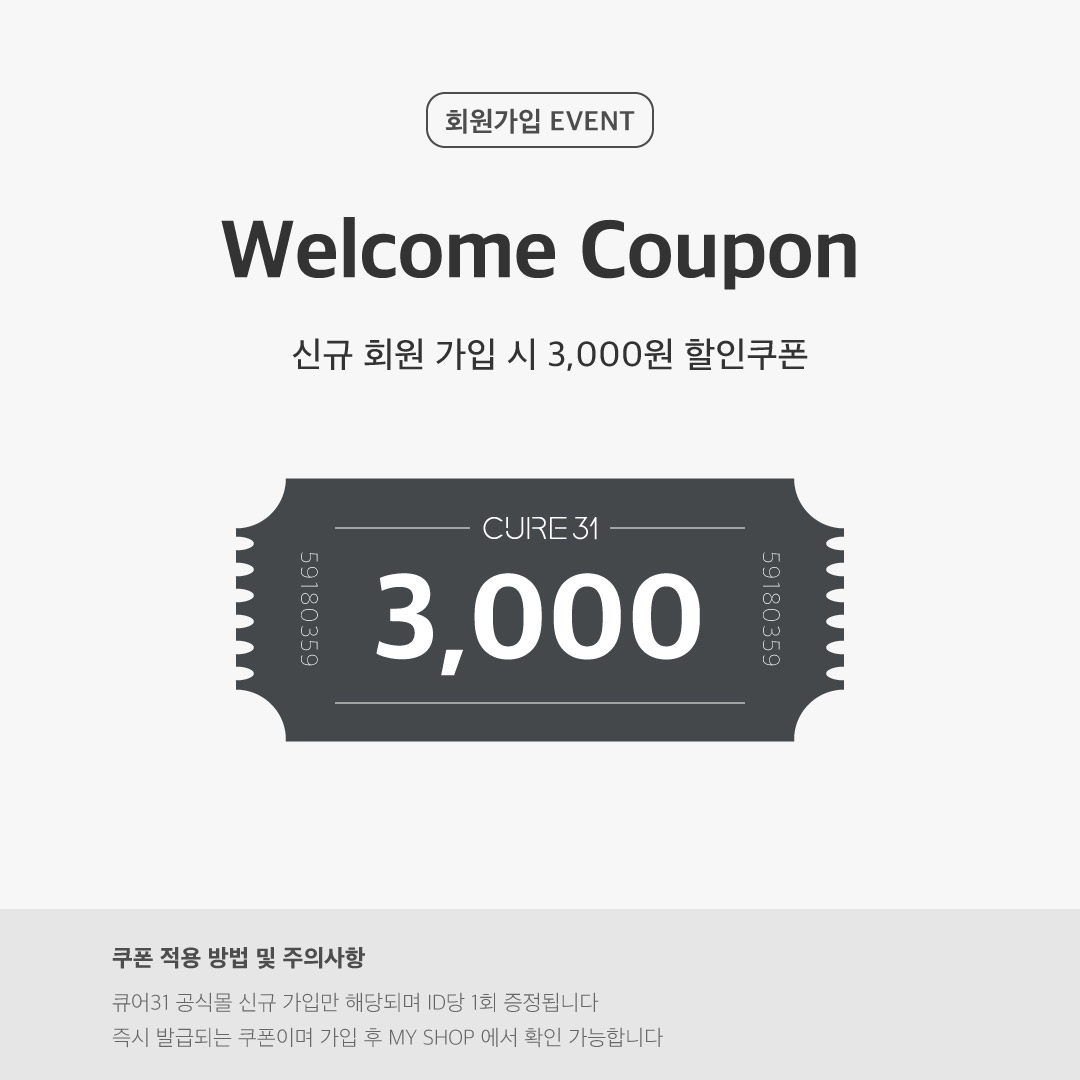 회원가입 EVENT
Welcome Coupon
신규 회원 가입 시 3,000원 할인쿠폰
CURE 31
59180359
3,000
59180359
쿠폰 적용 방법 및 주의사항
큐어31 공식몰 신규 가입만 해당되며 ID당 1회 증정됩니다
즉시 발급되는 쿠폰이며 가입 후 MY SHOP 에서 확인 가능합니다